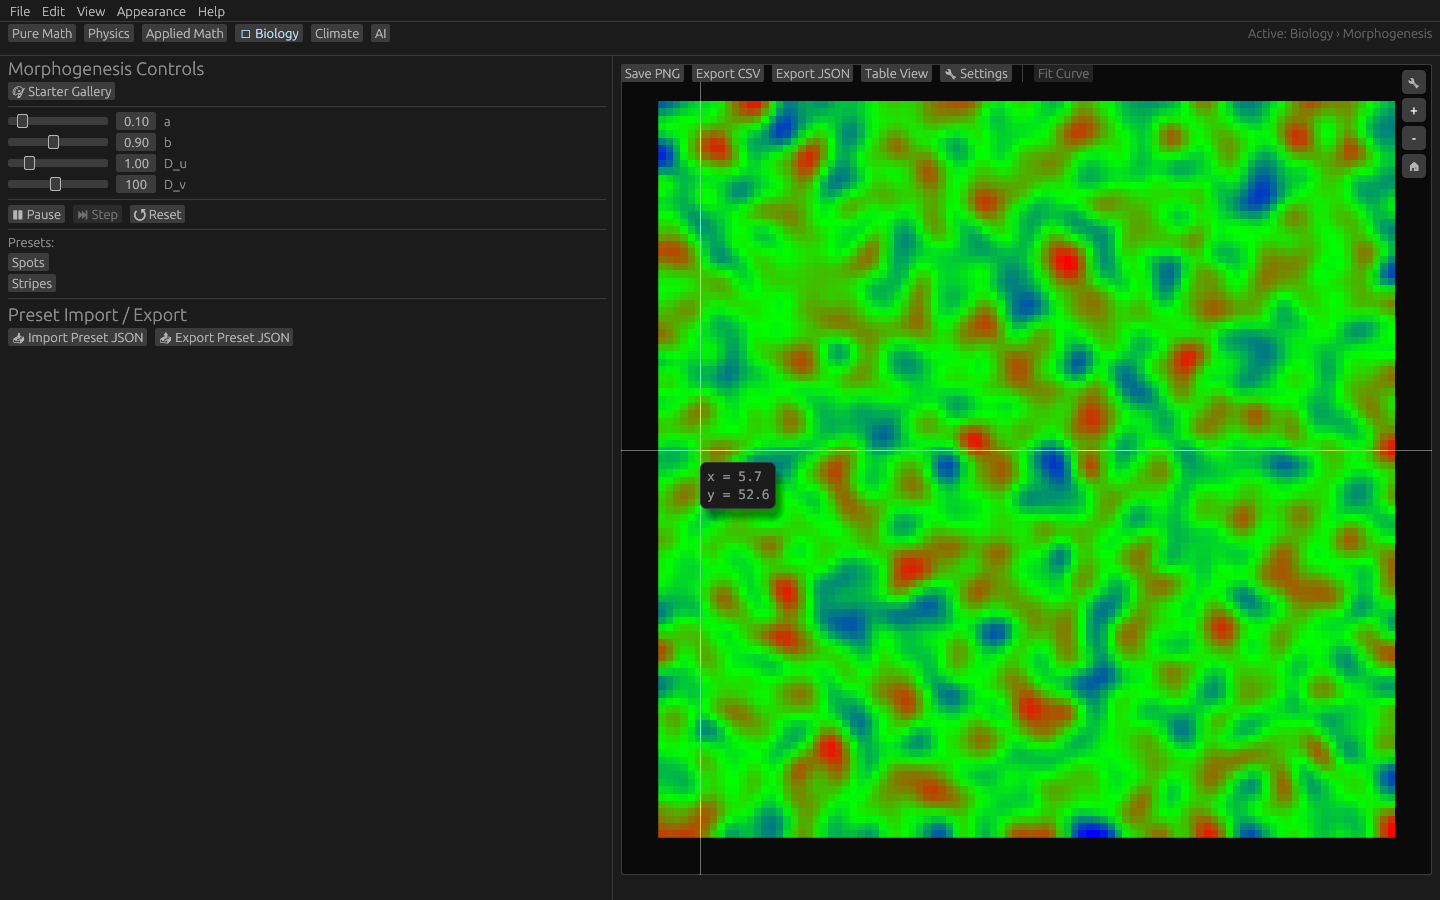 File Edit View Appearance Help
Pure Math Physics Applied Math Biology Climate AI Active: Biology › Morphogenesis
Morphogenesis Controls
Starter Gallery
0.10 a
0.90 b
1.00 D_u
100 D_v
Pause Step Reset
Presets:
Spots
Stripes
Preset Import / Export
Import Preset JSON Export Preset JSON
Save PNG Export CSV Export JSON Table View Settings Fit Curve
+
-
x = 5.7
y = 52.6